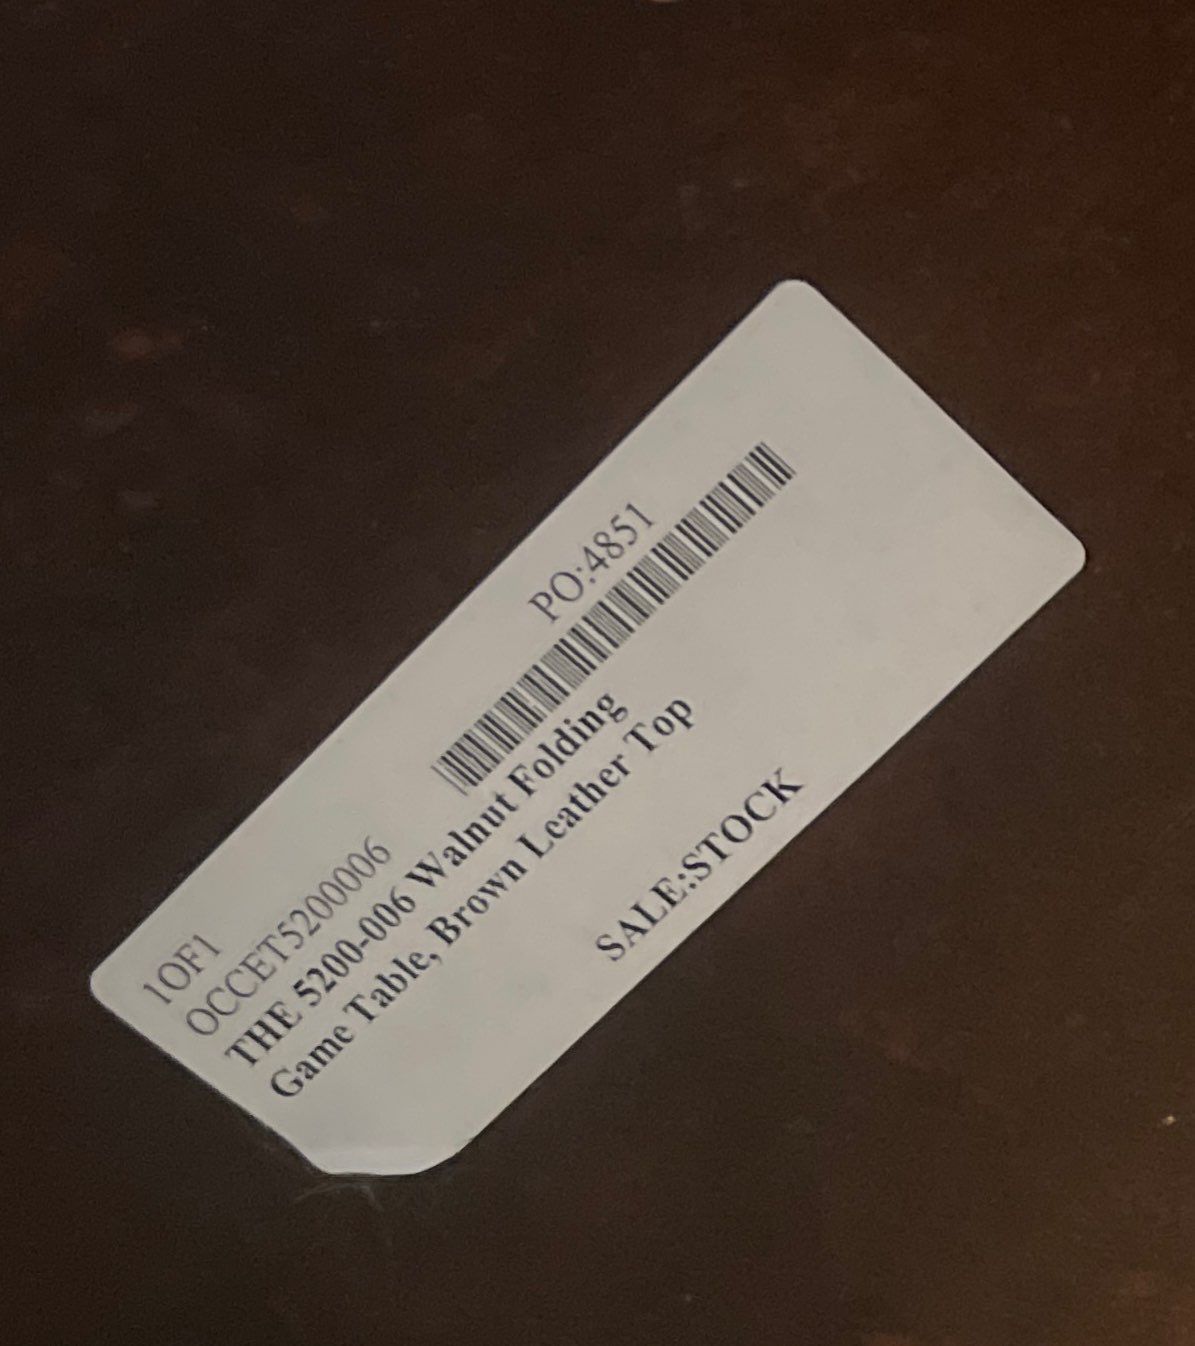 1OF1
OCCET5200006
PO:4851
THE 5200-006 Walnut Folding
Game Table, Brown Leather Top
SALE:STOCK